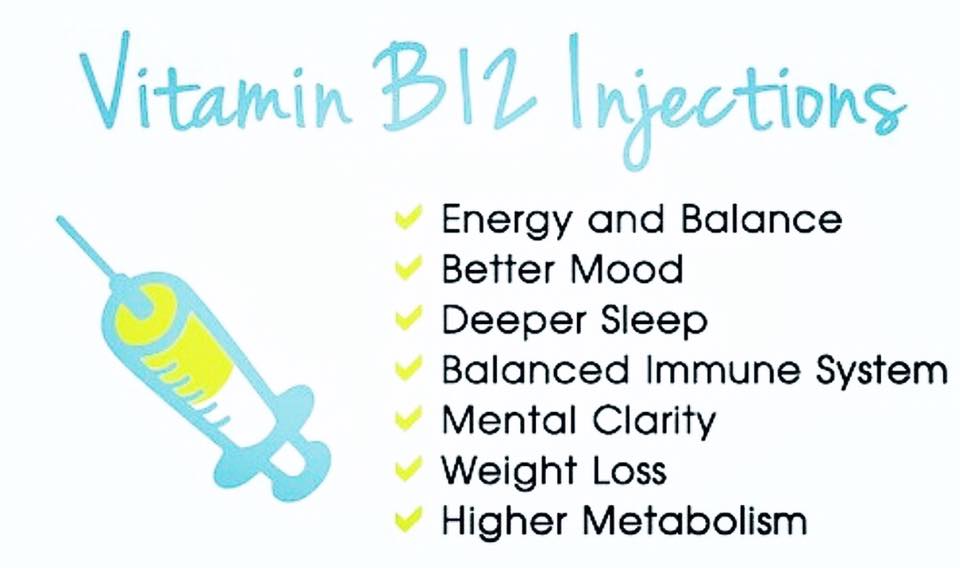 Vitamin B12 Injections
Energy and Balance
Better Mood
Deeper Sleep
Balanced Immune System
Mental Clarity
Weight Loss
Higher Metabolism